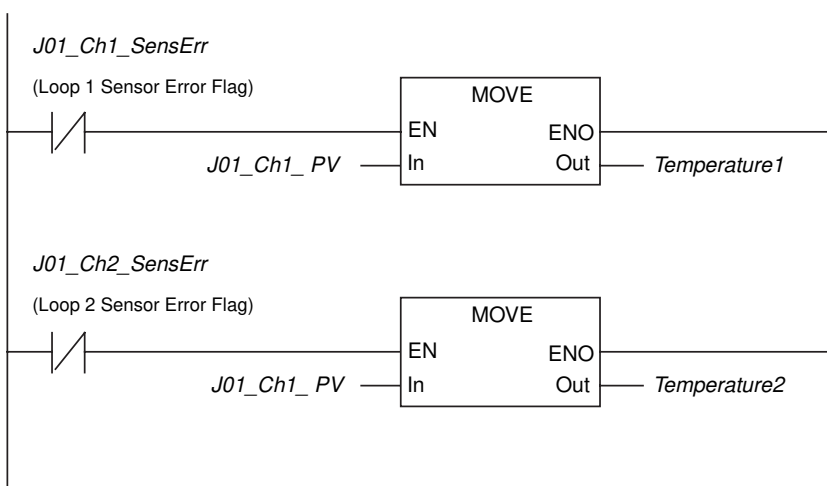 J01_Ch1_SensErr
(Loop 1 Sensor Error Flag)
MOVE
EN ENO
J01_Ch1_ PV In Out Temperature1
J01_Ch2_SensErr
(Loop 2 Sensor Error Flag)
MOVE
EN ENO
J01_Ch1_ PV In Out Temperature2